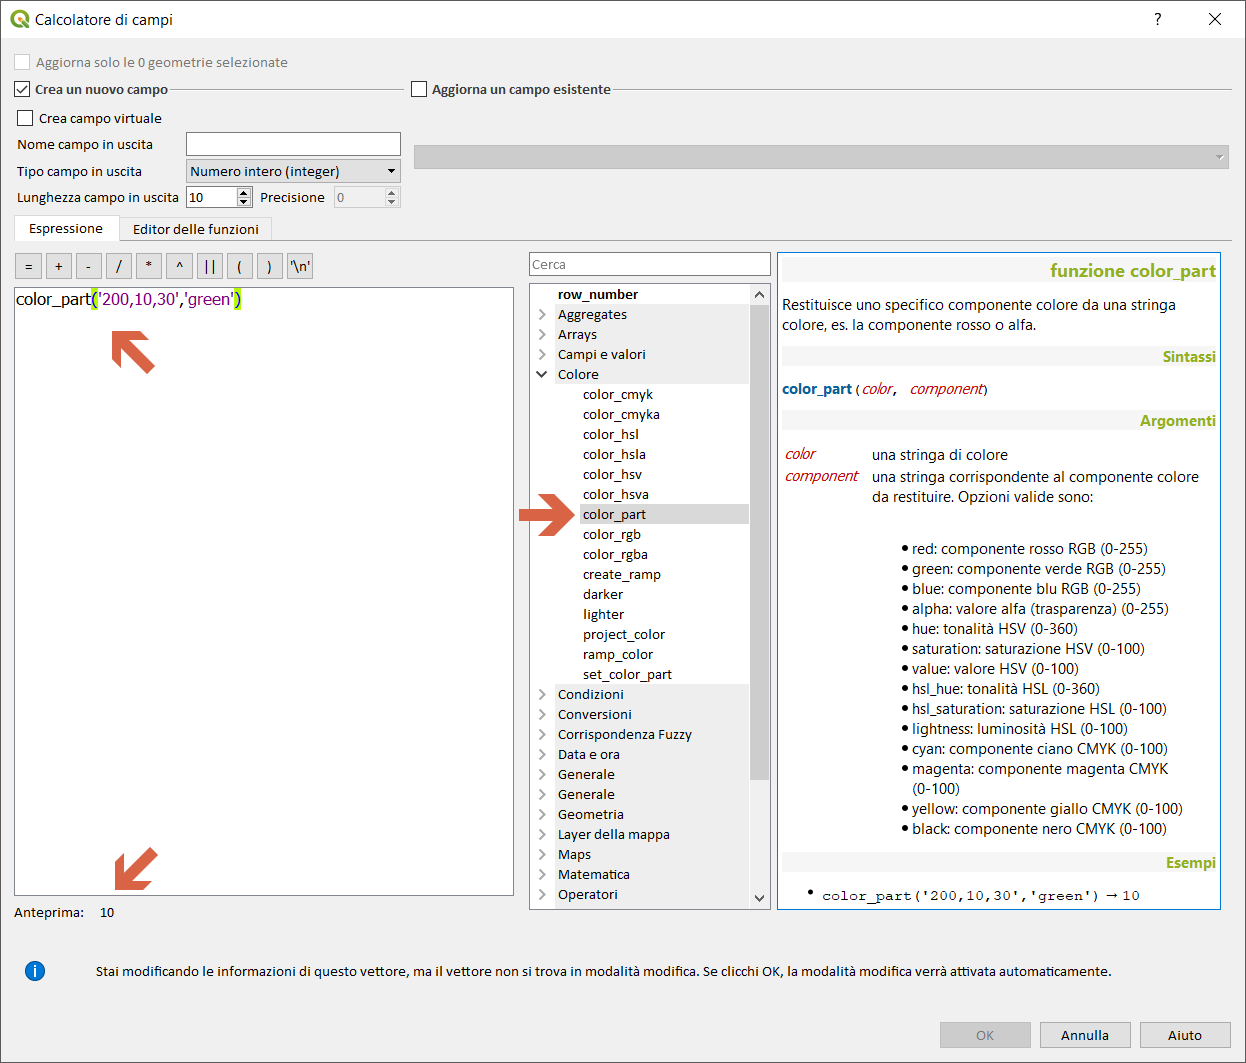 Calcolatore di campi
?
Aggiorna solo le 0 geometrie selezionate
Crea un nuovo campo
Aggiorna un campo esistente
Crea campo virtuale
Nome campo in uscita
Tipo campo in uscita
Numero intero (integer)
Lunghezza campo in uscita
10
Precisione
0
Espressione
Editor delle funzioni
= + - / * ^ || ( ) '\n'
color_part('200,10,30','green')
Anteprima: 10
Cerca
row_number
Aggregates
Arrays
Campi e valori
Colore
color_cmyk
color_cmyka
color_hsl
color_hsla
color_hsv
color_hsva
color_part
color_rgb
color_rgba
create_ramp
darker
lighter
project_color
ramp_color
set_color_part
Condizioni
Conversioni
Corrispondenza Fuzzy
Data e ora
Generale
Generale
Geometria
Layer della mappa
Maps
Matematica
Operatori
funzione color_part
Restituisce uno specifico componente colore da una stringa
colore, es. la componente rosso o alfa.
Sintassi
color_part(color, component)
Argomenti
color una stringa di colore
component una stringa corrispondente al componente colore
da restituire. Opzioni valide sono:
• red: componente rosso RGB (0-255)
• green: componente verde RGB (0-255)
• blue: componente blu RGB (0-255)
• alpha: valore alfa (trasparenza) (0-255)
• hue: tonalità HSV (0-360)
• saturation: saturazione HSV (0-100)
• value: valore HSV (0-100)
• hsl_hue: tonalità HSL (0-360)
• hsl_saturation: saturazione HSL (0-100)
• lightness: luminosità HSL (0-100)
• cyan: componente ciano CMYK (0-100)
• magenta: componente magenta CMYK
(0-100)
• yellow: componente giallo CMYK (0-100)
• black: componente nero CMYK (0-100)
Esempi
• color_part('200,10,30','green') → 10
i
Stai modificando le informazioni di questo vettore, ma il vettore non si trova in modalità modifica. Se clicchi OK, la modalità modifica verrà attivata automaticamente.
OK
Annulla
Aiuto